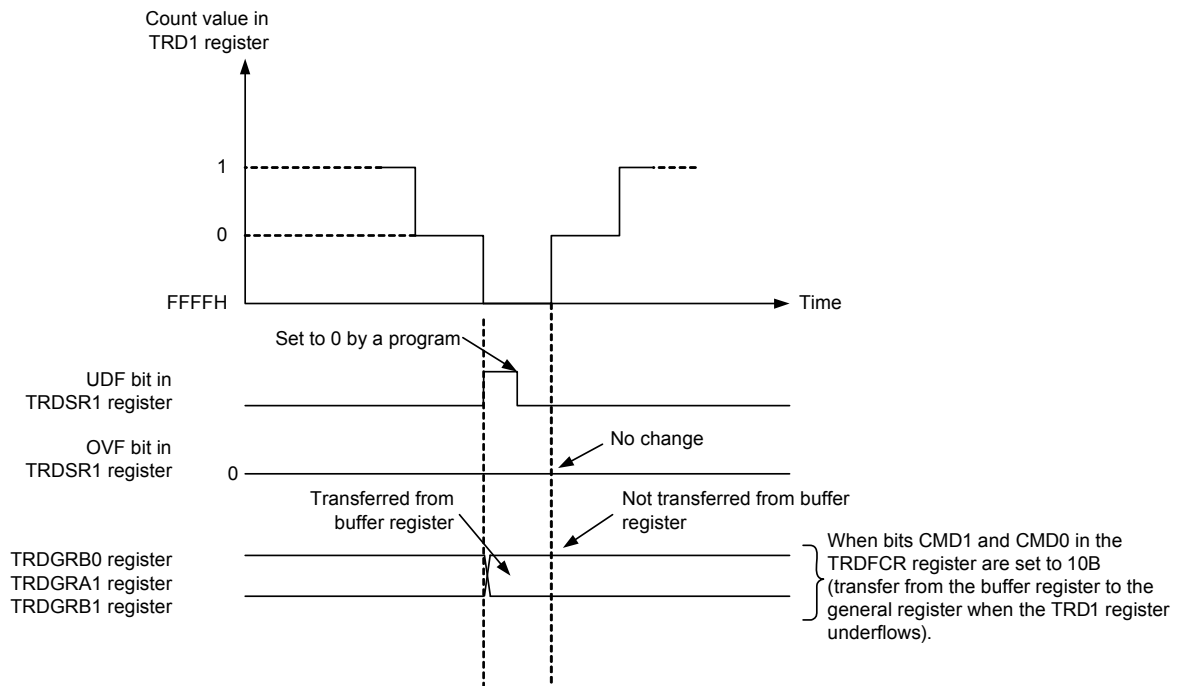 Count value in
TRD1 register
1
0
FFFFH
Time
Set to 0 by a program
UDF bit in
TRDSR1 register
OVF bit in
TRDSR1 register
0
No change
Transferred from
buffer register
Not transferred from buffer
register
TRDGRB0 register
TRDGRA1 register
TRDGRB1 register
When bits CMD1 and CMD0 in the
TRDFCR register are set to 10B
(transfer from the buffer register to the
general register when the TRD1 register
underflows).